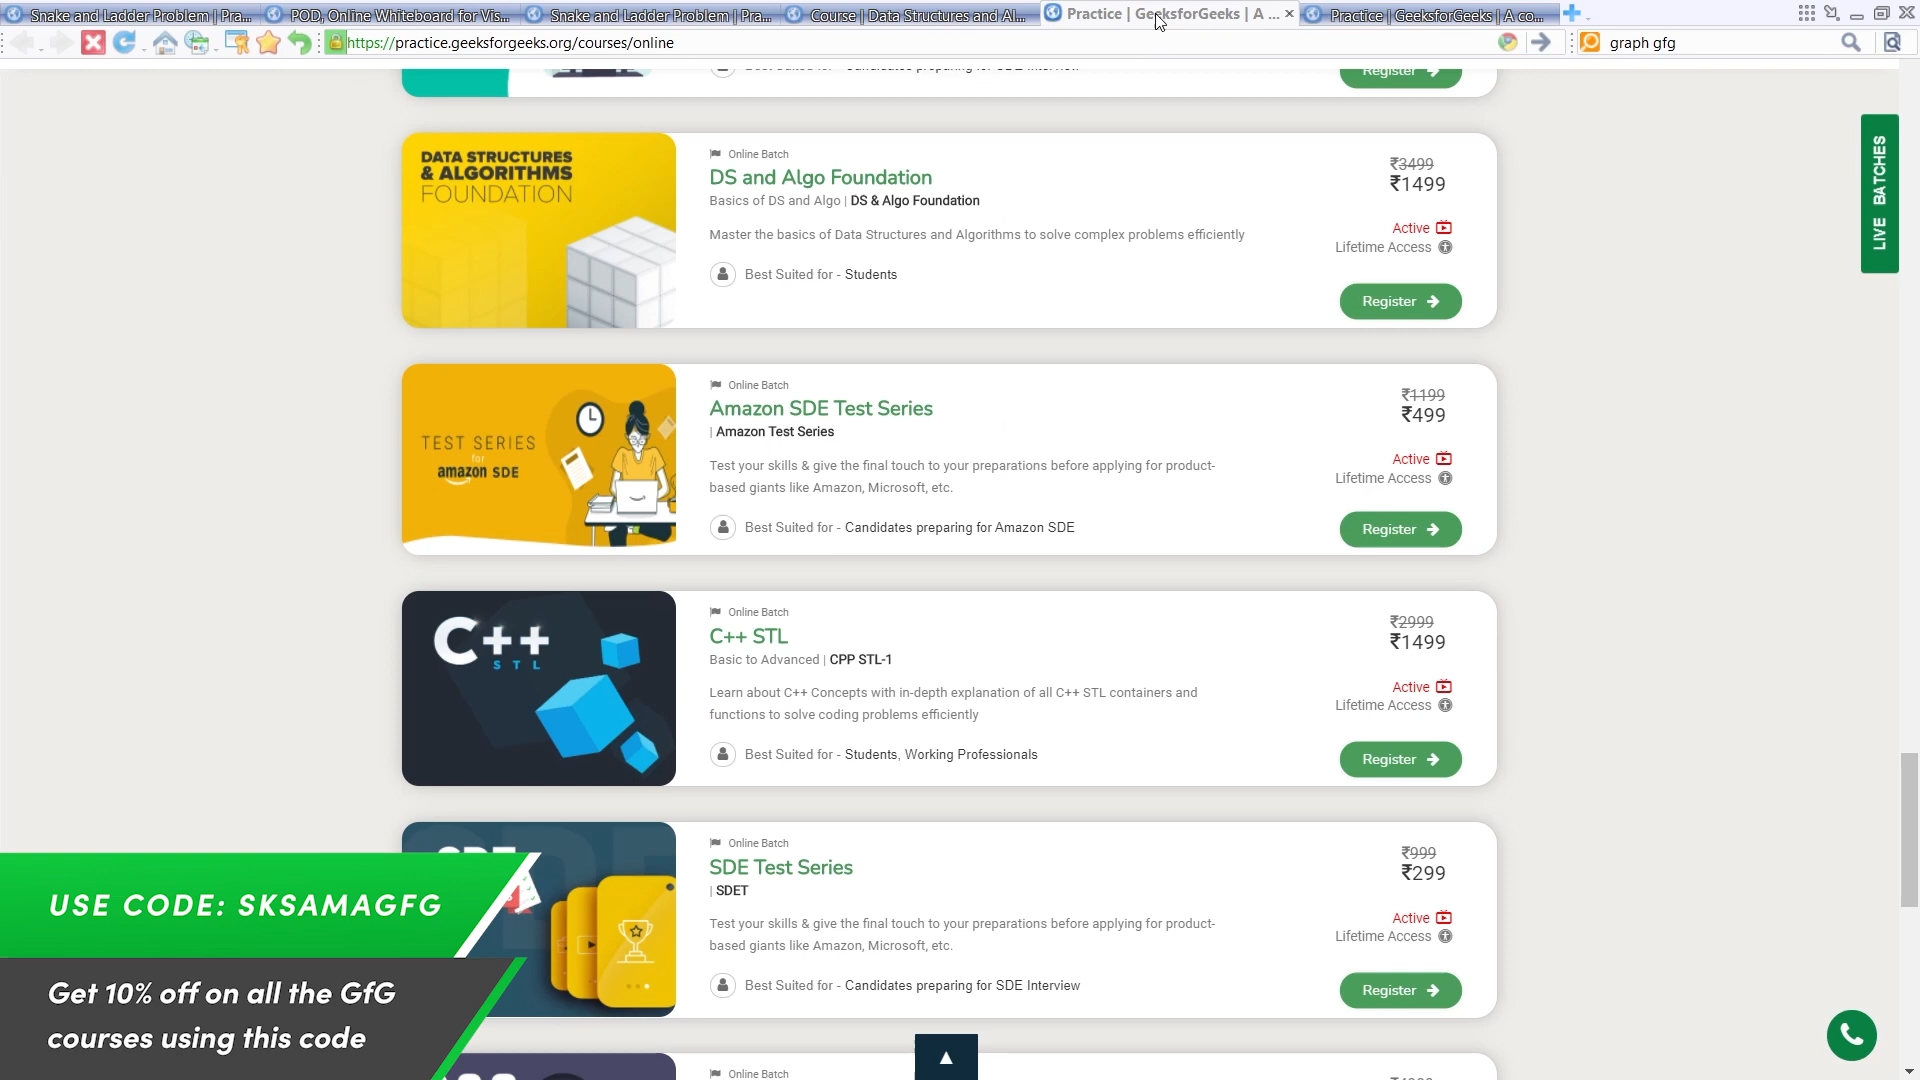 Snake and Ladder Problem | Pra...
POD, Online Whiteboard for Vis...
Snake and Ladder Problem | Pra...
Course | Data Structures and Al...
Practice | GeeksforGeeks | A ...
Practice | GeeksforGeeks | A co...
https://practice.geeksforgeeks.org/courses/online
graph gfg
Best Suited for - Candidates preparing for SDE Interview
Register
LIVE BATCHES
DATA STRUCTURES
& ALGORITHMS
FOUNDATION
Online Batch
DS and Algo Foundation
Basics of DS and Algo | DS & Algo Foundation
Master the basics of Data Structures and Algorithms to solve complex problems efficiently
Best Suited for - Students
₹3499
₹1499
Active
Lifetime Access
Register
TEST SERIES
for
amazon SDE
Online Batch
Amazon SDE Test Series
| Amazon Test Series
Test your skills & give the final touch to your preparations before applying for product-
based giants like Amazon, Microsoft, etc.
Best Suited for - Candidates preparing for Amazon SDE
₹1199
₹499
Active
Lifetime Access
Register
C++
STL
Online Batch
C++ STL
Basic to Advanced | CPP STL-1
Learn about C++ Concepts with in-depth explanation of all C++ STL containers and
functions to solve coding problems efficiently
Best Suited for - Students, Working Professionals
₹2999
₹1499
Active
Lifetime Access
Register
Online Batch
SDE Test Series
| SDET
Test your skills & give the final touch to your preparations before applying for product-
based giants like Amazon, Microsoft, etc.
Best Suited for - Candidates preparing for SDE Interview
₹999
₹299
Active
Lifetime Access
Register
USE CODE: SKSAMAGFG
Get 10% off on all the GfG
courses using this code
Online Batch